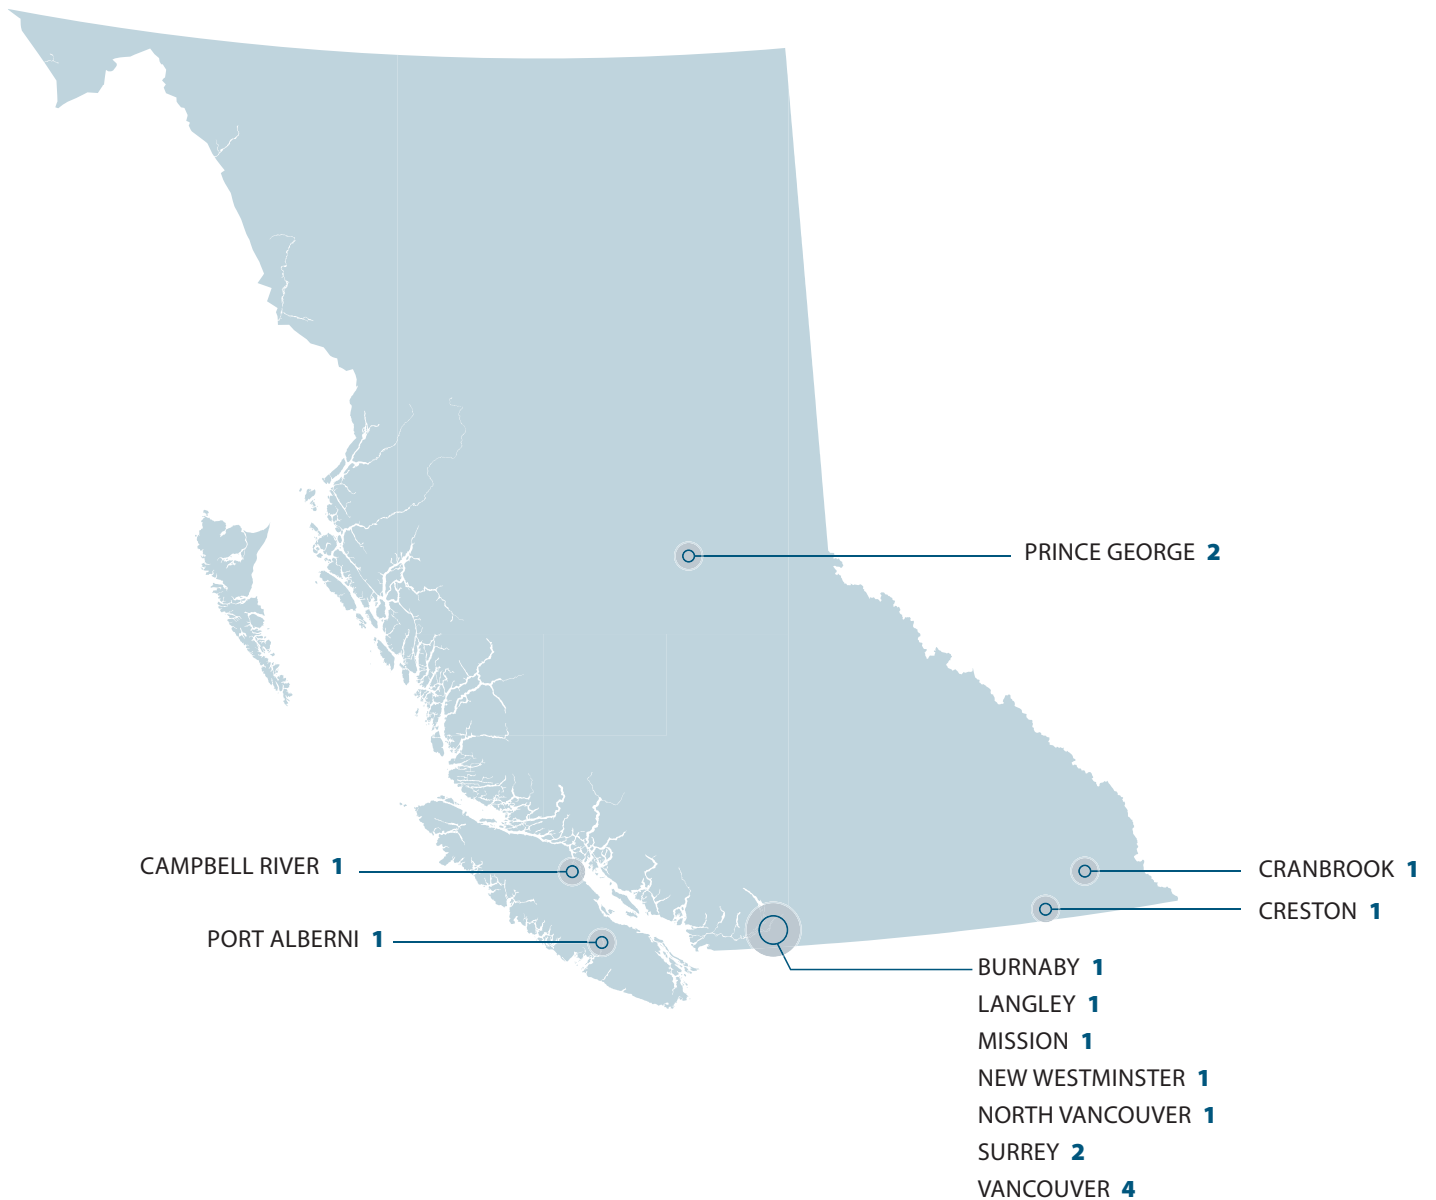 PRINCE GEORGE 2
CAMPBELL RIVER 1
CRANBROOK 1
CRESTON 1
PORT ALBERNI 1
BURNABY 1
LANGLEY 1
MISSION 1
NEW WESTMINSTER 1
NORTH VANCOUVER 1
SURREY 2
VANCOUVER 4